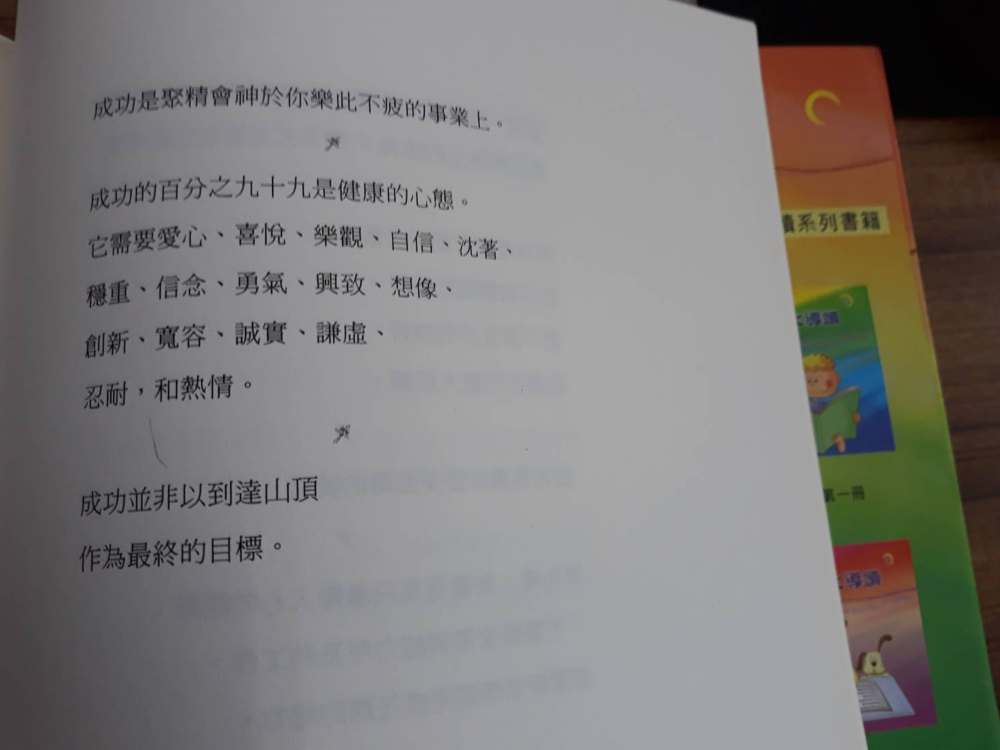 成功是聚精會神於你樂此不疲的事業上。
成功的百分之九十九是健康的心態。
它需要愛心、喜悅、樂觀、自信、沈著、
穩重、信念、勇氣、興致、想像、
創新、寬容、誠實、謙虛、
忍耐，和熱情。
成功並非以到達山頂
作為最終的目標。
讀系列書籍
上導讀
第一冊
上導讀